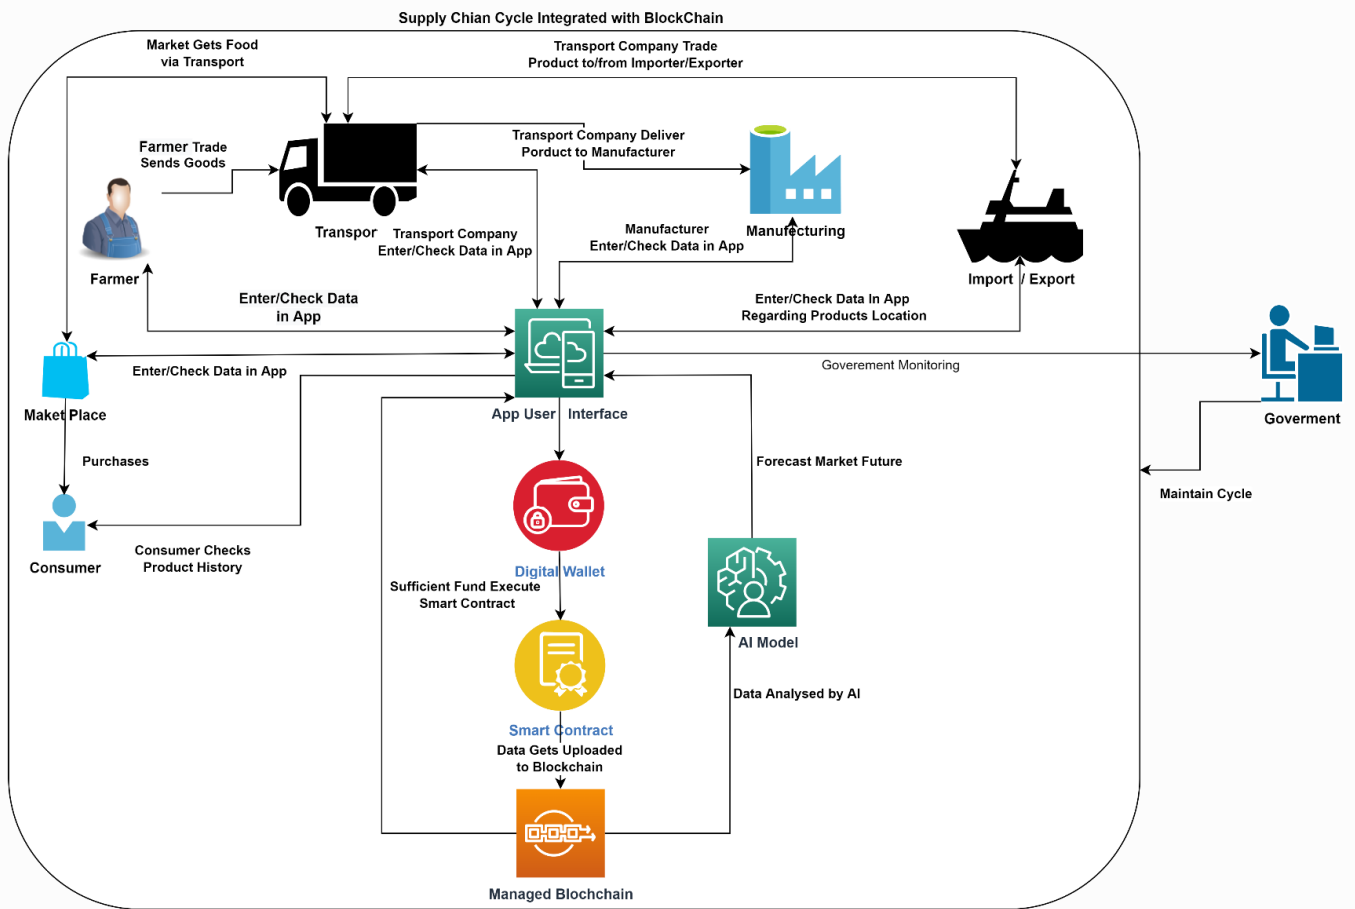 Supply Chian Cycle Integrated with BlockChain
Market Gets Food
via Transport
Transport Company Trade
Product to/from Importer/Exporter
Farmer Trade
Sends Goods
Transport Company Deliver
Porduct to Manufacturer
Transpor
Transport Company
Enter/Check Data in App
Manufacturer
Enter/Check Data in App
Manufecturing
Farmer
Import / Export
Enter/Check Data
in App
Enter/Check Data In App
Regarding Products Location
Enter/Check Data in App
Goverement Monitoring
Maket Place
App User Interface
Goverment
Purchases
Forecast Market Future
Maintain Cycle
Consumer Checks
Product History
Consumer
Digital Wallet
Sufficient Fund Execute
Smart Contract
AI Model
Data Analysed by AI
Smart Contract
Data Gets Uploaded
to Blockchain
Managed Blochchain